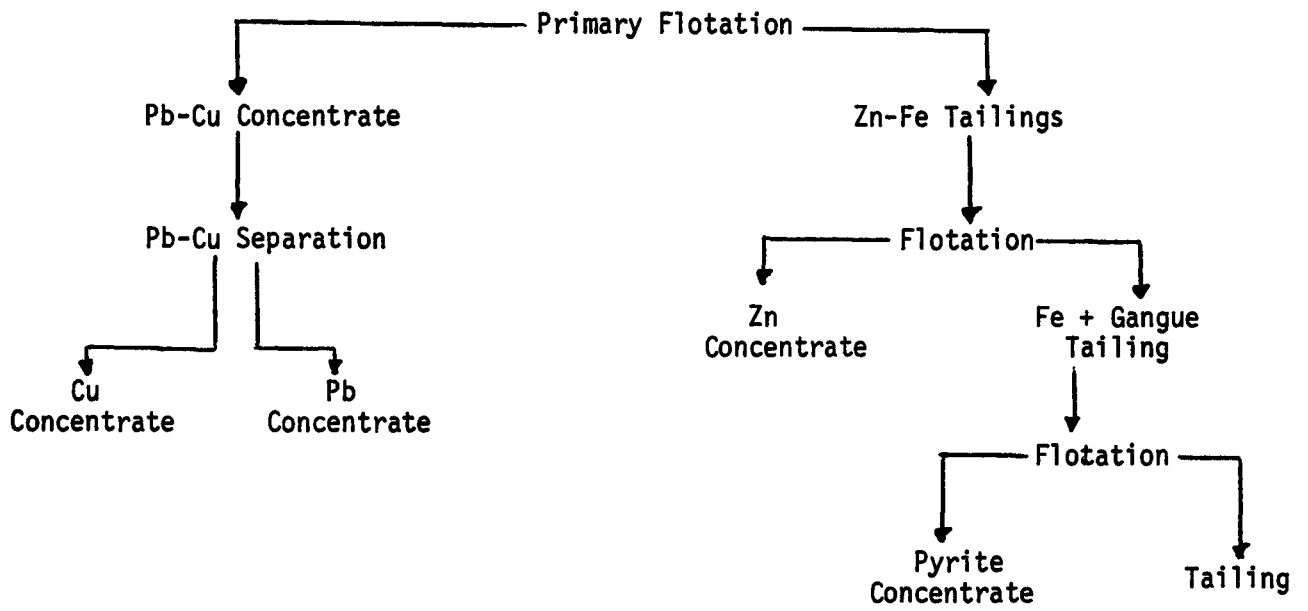 Primary Flotation
Pb-Cu Concentrate
Zn-Fe Tailings
Pb-Cu Separation
Flotation
Zn
Concentrate
Fe + Gangue
Tailing
Cu
Concentrate
Pb
Concentrate
Flotation
Pyrite
Concentrate
Tailing